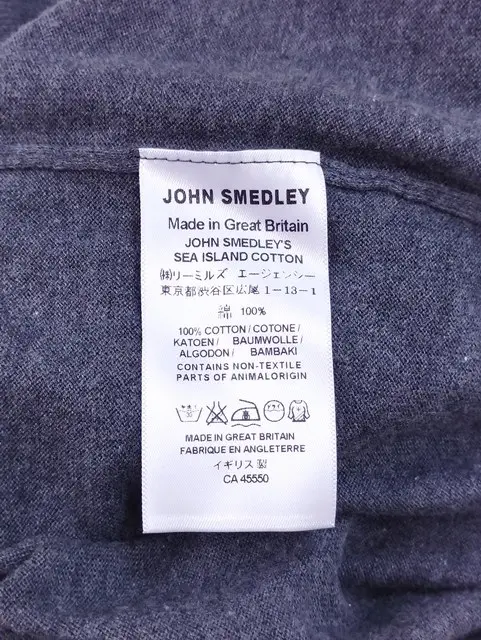 JOHN SMEDLEY
Made in Great Britain
JOHN SMEDLEY'S
SEA ISLAND COTTON
㈱リーミルズ エージェンシー
東京都渋谷区広尾1-13-1
綿 100%
100% COTTON / COTONE /
KATOEN / BAUMWOLLE /
ALGODON / BAMBAKI
CONTAINS NON-TEXTILE
PARTS OF ANIMALORIGIN
MADE IN GREAT BRITAIN
FABRIQUE EN ANGLETERRE
イギリス製
CA 45550